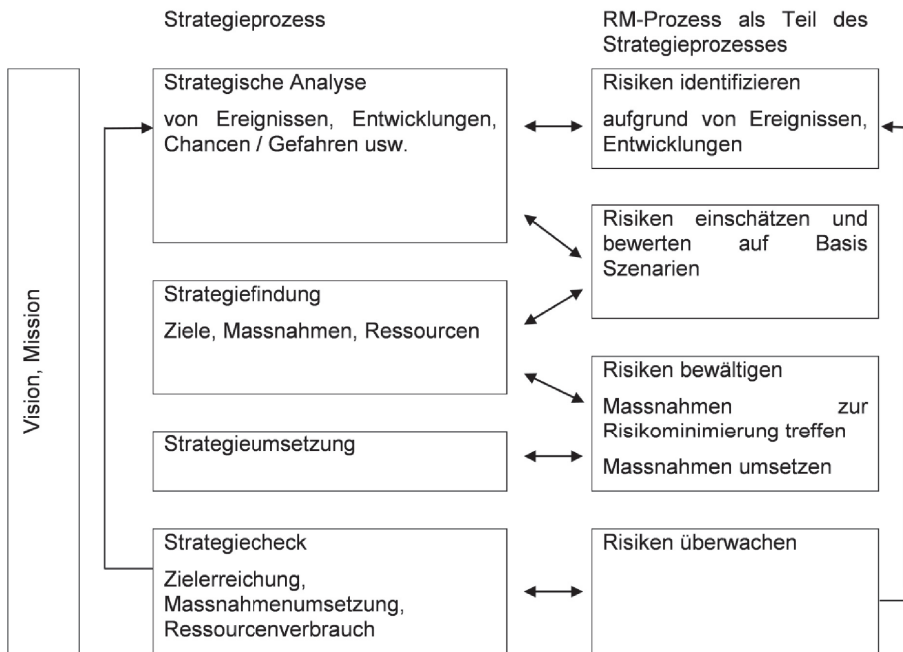 Strategieprozess
RM-Prozess als Teil des
Strategieprozesses
Vision, Mission
Strategische Analyse
von Ereignissen, Entwicklungen,
Chancen / Gefahren usw.
Risiken identifizieren
aufgrund von Ereignissen,
Entwicklungen
Risiken einschätzen und
bewerten auf Basis
Szenarien
Strategiefindung
Ziele, Massnahmen, Ressourcen
Risiken bewältigen
Massnahmen zur
Risikominimierung treffen
Massnahmen umsetzen
Strategieumsetzung
Strategiecheck
Zielerreichung,
Massnahmenumsetzung,
Ressourcenverbrauch
Risiken überwachen